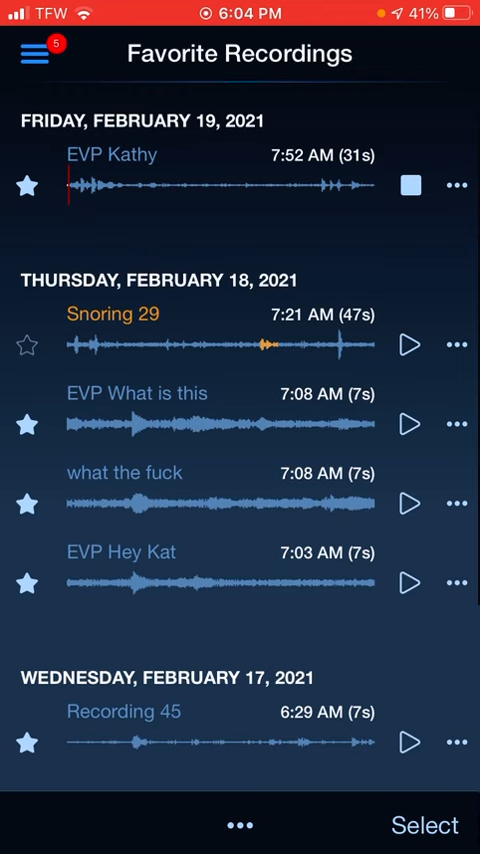 TFW 6:04 PM 41%
5
Favorite Recordings
FRIDAY, FEBRUARY 19, 2021
EVP Kathy 7:52 AM (31s)
THURSDAY, FEBRUARY 18, 2021
Snoring 29 7:21 AM (47s)
EVP What is this 7:08 AM (7s)
what the fuck 7:08 AM (7s)
EVP Hey Kat 7:03 AM (7s)
WEDNESDAY, FEBRUARY 17, 2021
Recording 45 6:29 AM (7s)
Select